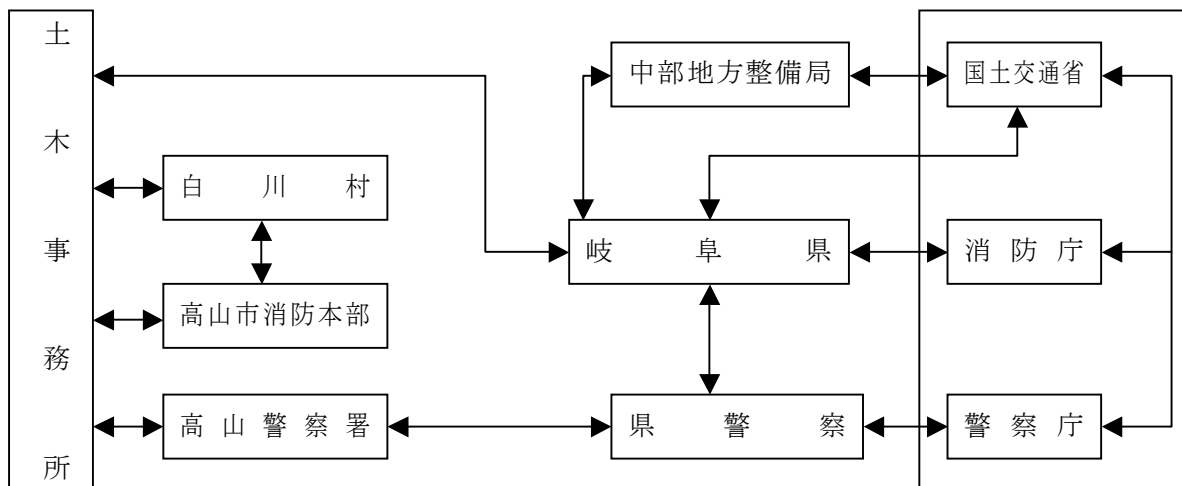 土木事務所
中部地方整備局
国土交通省
白川村
岐阜県
消防庁
高山市消防本部
高山警察署
県警察
警察庁